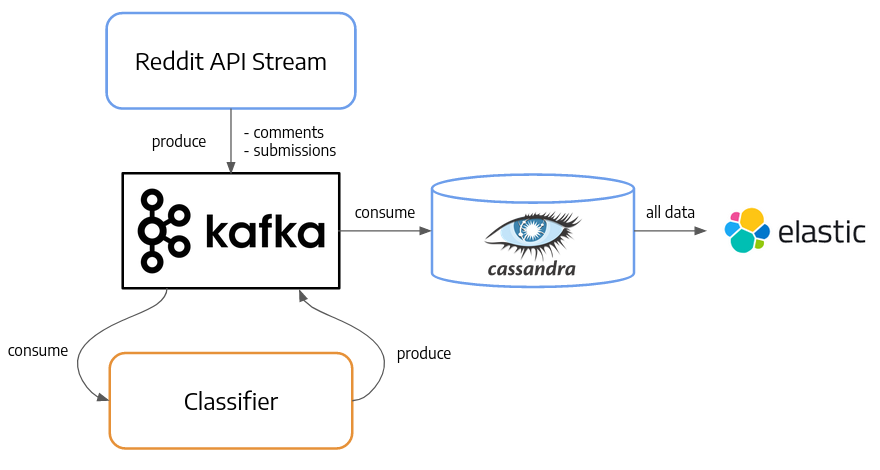 Reddit API Stream
produce
- comments
- submissions
kafka
consume
cassandra
all data
elastic
consume
produce
Classifier